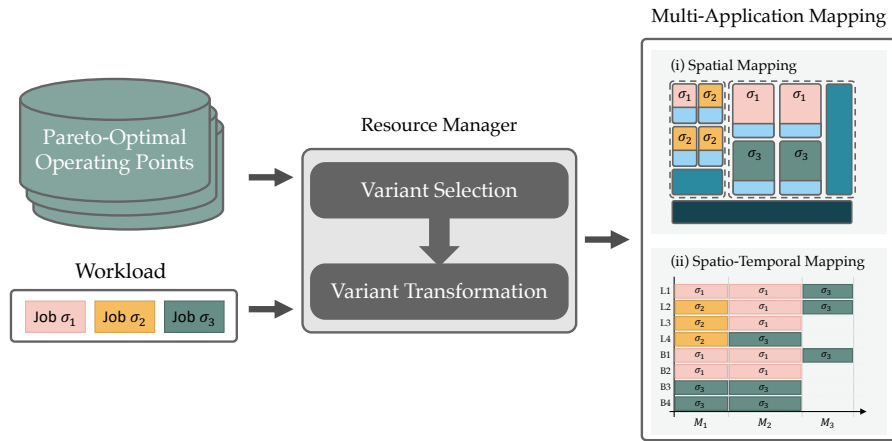 Multi-Application Mapping
Pareto-Optimal
Operating Points
Workload
Job σ1 Job σ2 Job σ3
Resource Manager
Variant Selection
Variant Transformation
(i) Spatial Mapping
σ1 σ2 σ1 σ1
σ2 σ2 σ3 σ3
(ii) Spatio-Temporal Mapping
L1 σ1 σ1 σ3
L2 σ2 σ1 σ3
L3 σ2 σ1
L4 σ2 σ3
B1 σ1 σ1 σ3
B2 σ1 σ1
B3 σ3 σ3
B4 σ3 σ3
M1 M2 M3